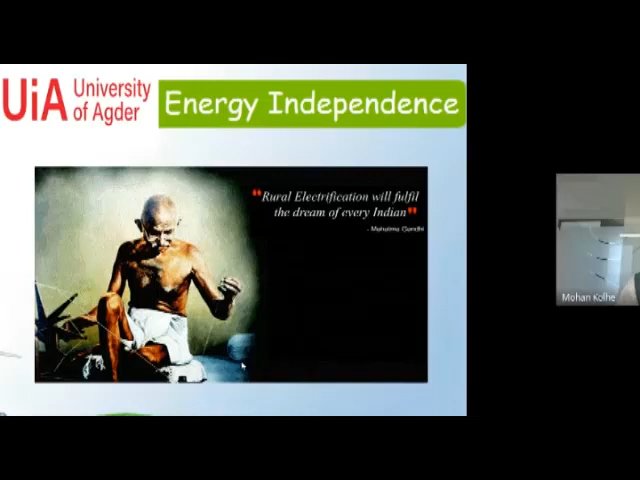 UiA University
of Agder
Energy Independence
"Rural Electrification will fulfil
the dream of every Indian"
- Mahatma Gandhi
Mohan Kolhe